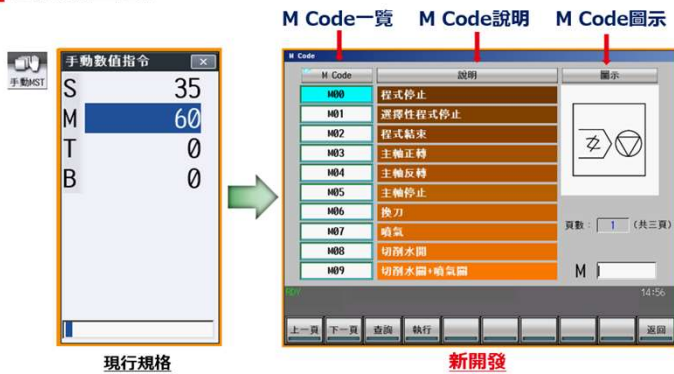 M Code一覽 M Code說明 M Code圖示
手動MST
手動數值指令
S 35
M 60
T 0
B 0
現行規格
M Code
M Code 說明 圖示
M00 程式停止
M01 選擇性程式停止
M02 程式結束
M03 主軸正轉
M04 主軸反轉
M05 主軸停止
M06 換刀
M07 噴氣
M08 切削水開
M09 切削水關+噴氣關
頁數: 1 (共三頁)
M
RDY 14:56
上一頁 下一頁 查詢 執行 返回
新開發